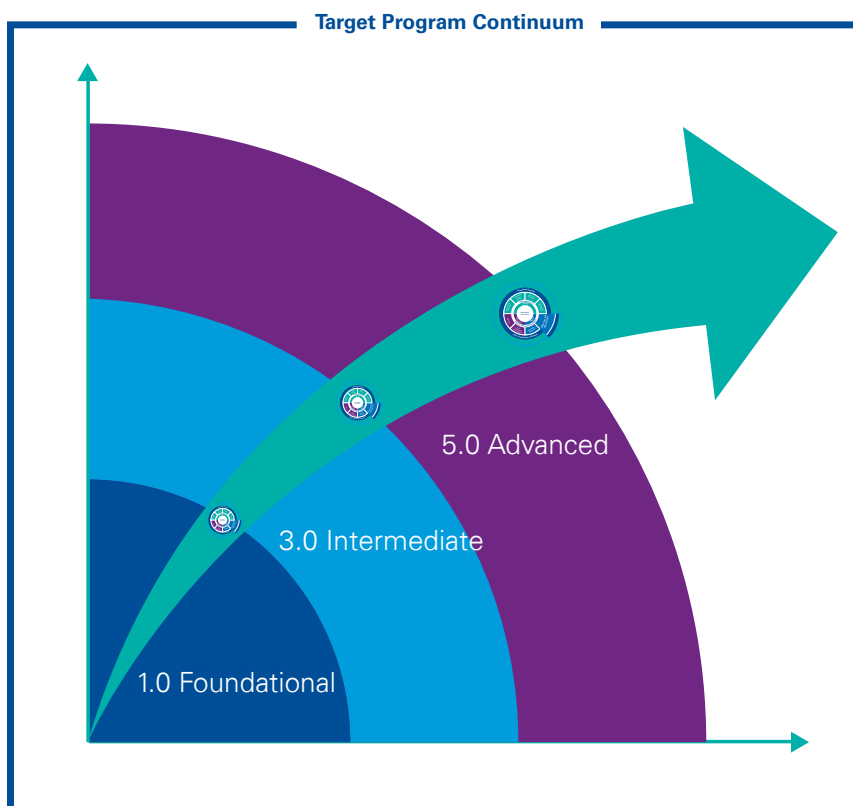 Target Program Continuum
5.0 Advanced
3.0 Intermediate
1.0 Foundational